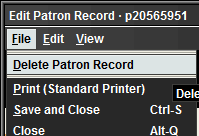 Edit Patron Record · p20565951
File Edit View
Delete Patron Record
Print (Standard Printer)
Dele
Save and Close Ctrl-S
Close Alt-Q